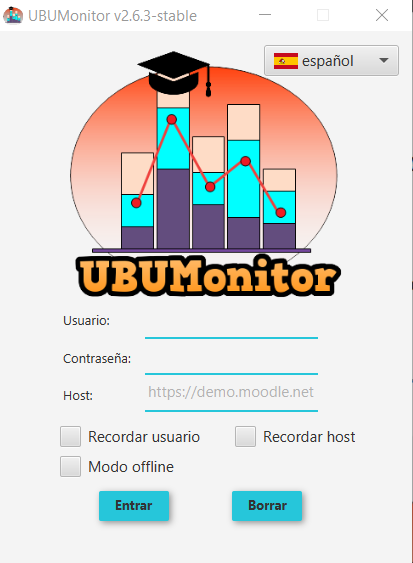 UBUMonitor v2.6.3-stable
español
UBUMonitor
Usuario:
Contraseña:
Host: https://demo.moodle.net
Recordar usuario Recordar host
Modo offline
Entrar Borrar